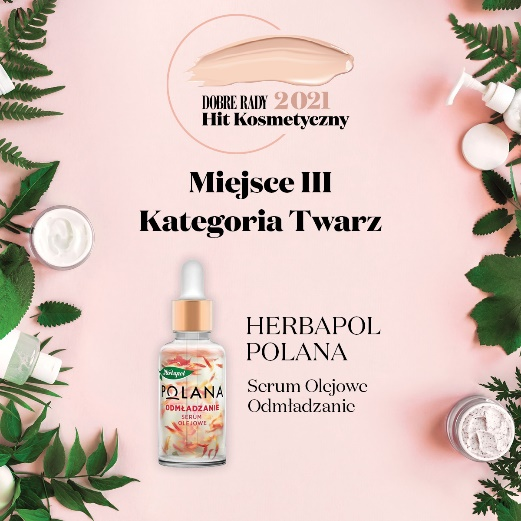 DOBRE RADY 2021
Hit Kosmetyczny
Miejsce III
Kategoria Twarz
HERBAPOL
POLANA
Serum Olejowe
Odmładzanie
Herbapol
POLANA
ODMŁADZANIE
SERUM
OLEJOWE